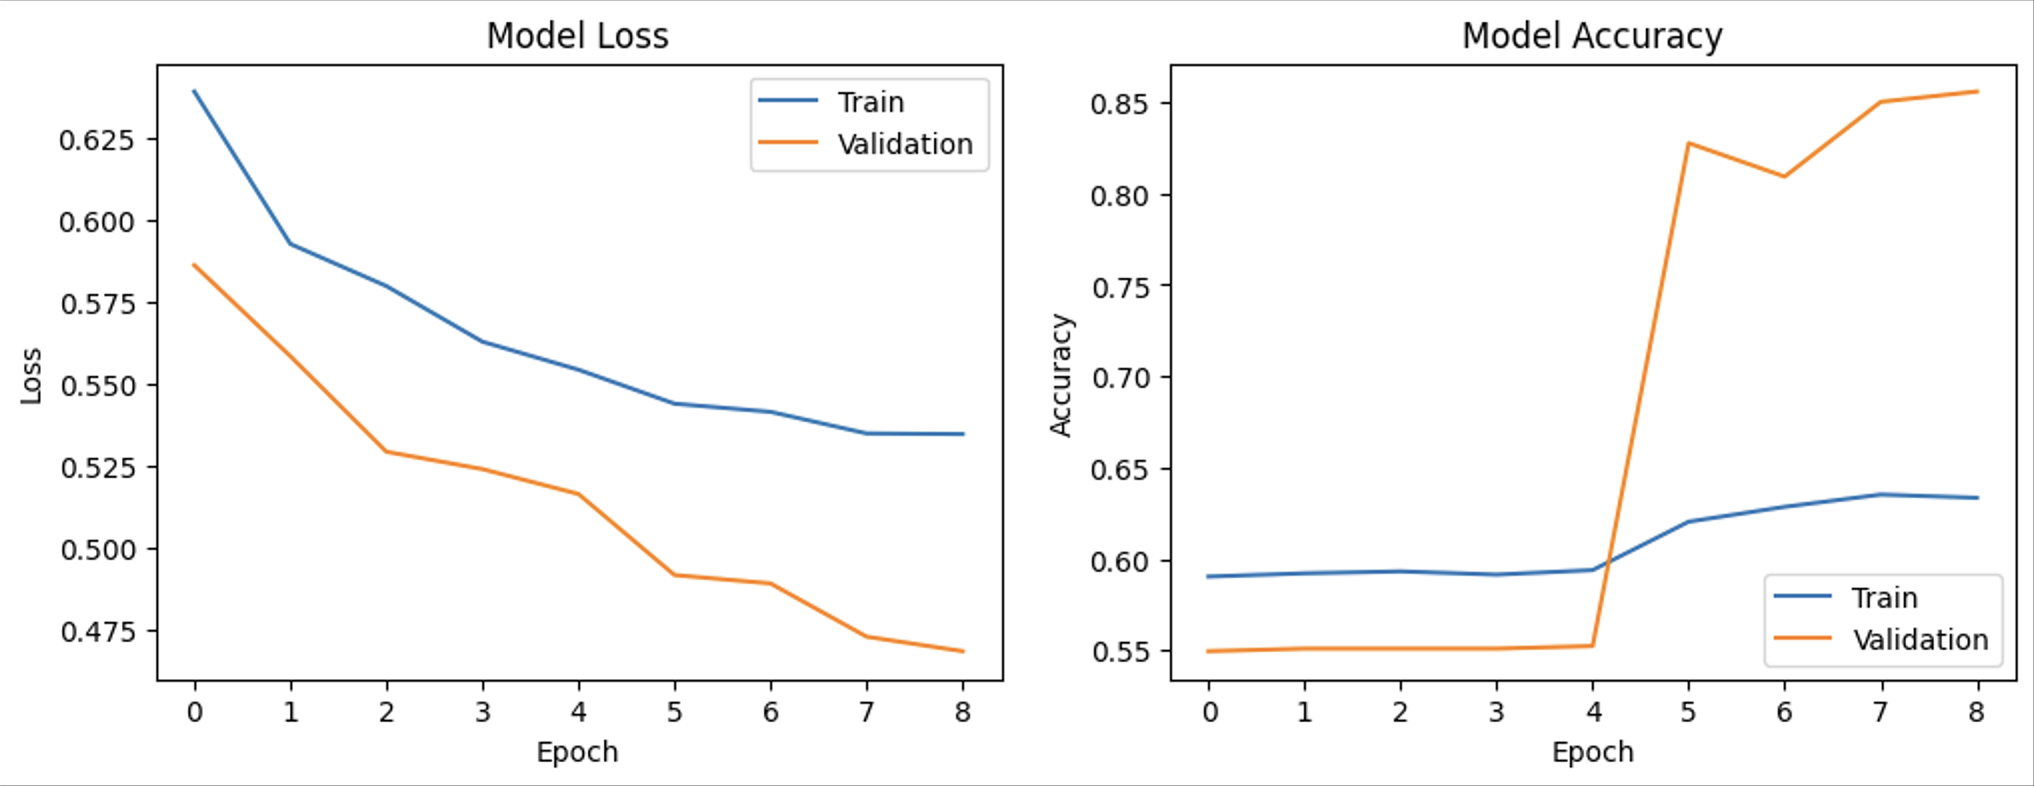 Model Loss
Train
Validation
0.625
0.600
0.575
0.550
0.525
0.500
0.475
Loss
0 1 2 3 4 5 6 7 8
Epoch
Model Accuracy
0.85
0.80
0.75
0.70
0.65
0.60
0.55
Accuracy
Train
Validation
0 1 2 3 4 5 6 7 8
Epoch